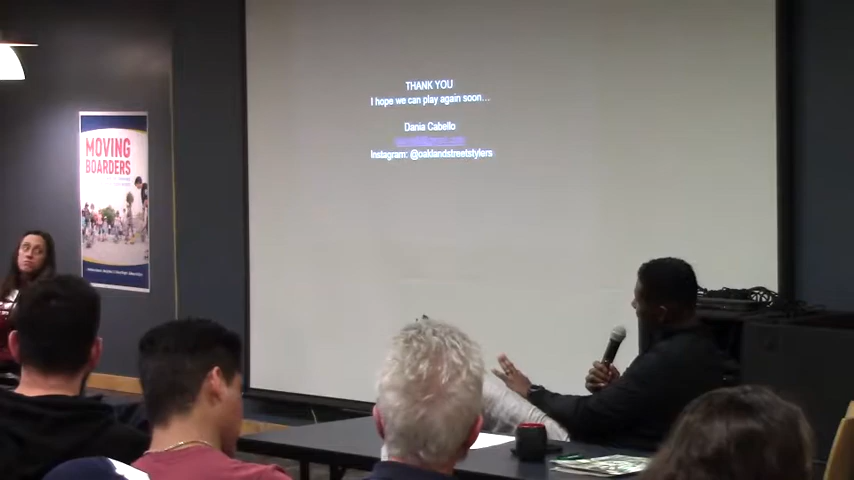 THANK YOU
I hope we can play again soon...
Dania Cabello
Instagram: @oaklandstreetstylers
MOVING
BOARDERS